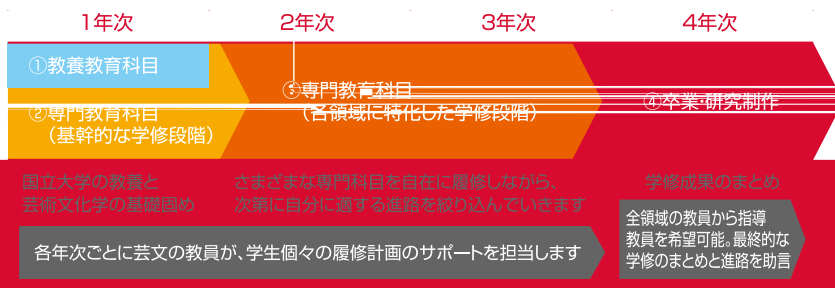 1年次
2年次
3年次
4年次
①教養教育科目
②専門教育科目
（基幹的な学修段階）
③専門教育科目
（各領域に特化した学修段階）
④卒業・研究制作
国立大学の教養と
芸術文化学の基礎固め
さまざまな専門科目を自在に履修しながら、
次第に自分に適する進路を絞り込んでいきます
学修成果のまとめ
各年次ごとに芸文の教員が、学生個々の履修計画のサポートを担当します
全領域の教員から指導
教員を希望可能。最終的な
学修のまとめと進路を助言